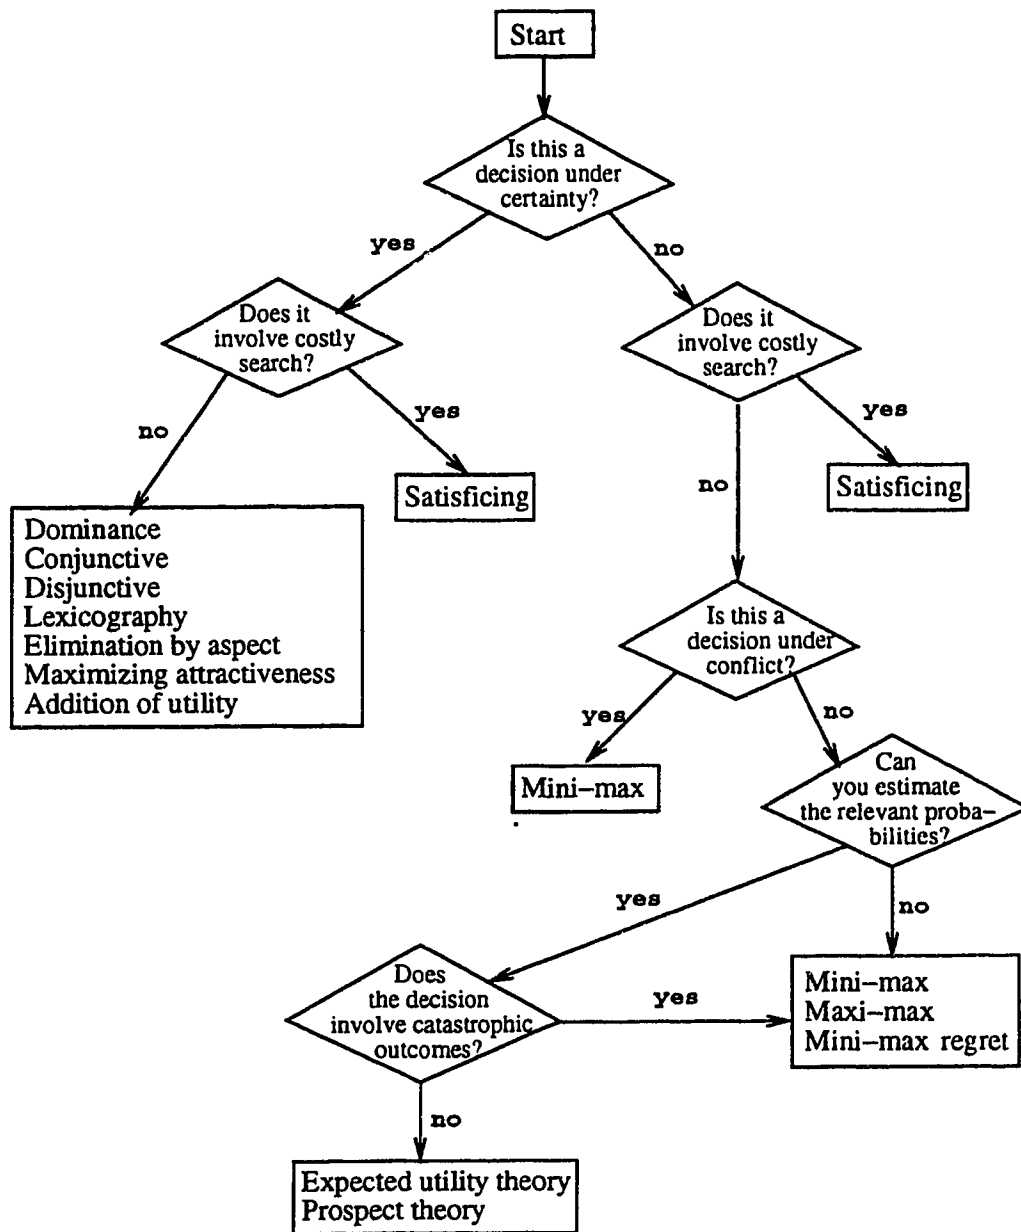 Start
Is this a
decision under
certainty?
yes
no
Does it
involve costly
search?
Does it
involve costly
search?
no
yes
yes
Satisficing
no
Satisficing
Dominance
Conjunctive
Disjunctive
Lexicography
Elimination by aspect
Maximizing attractiveness
Addition of utility
Is this a
decision under
conflict?
yes
no
Mini-max
Can
you estimate
the relevant proba-
bilities?
yes
no
Does
the decision
involve catastrophic
outcomes?
yes
Mini-max
Maxi-max
Mini-max regret
no
Expected utility theory
Prospect theory